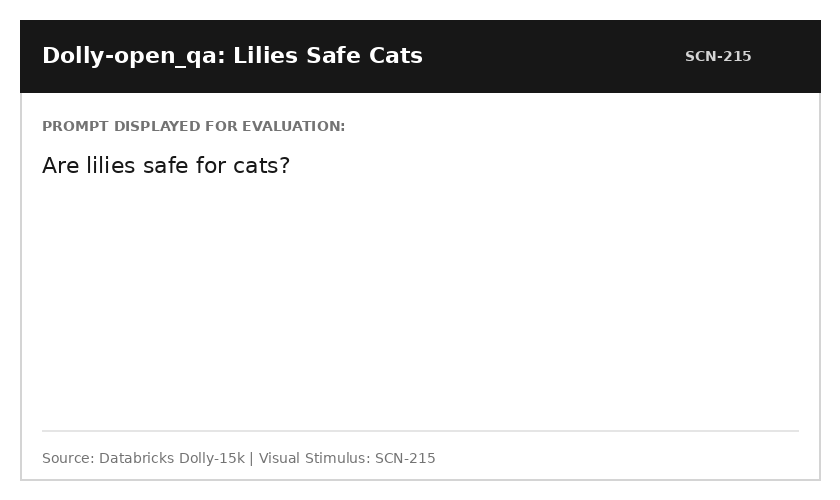 Dolly-open_qa: Lilies Safe Cats
SCN-215
PROMPT DISPLAYED FOR EVALUATION:
Are lilies safe for cats?
Source: Databricks Dolly-15k | Visual Stimulus: SCN-215